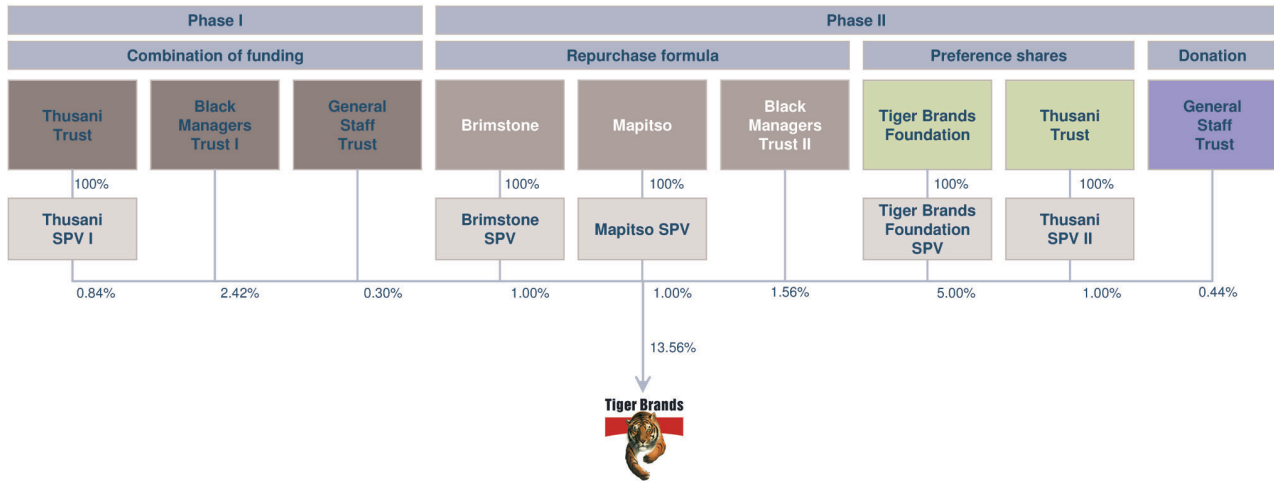 Phase I
Phase II
Combination of funding
Repurchase formula
Preference shares
Donation
Thusani
Trust
Black
Managers
Trust I
General
Staff
Trust
Brimstone
Mapitso
Black
Managers
Trust II
Tiger Brands
Foundation
Thusani
Trust
General
Staff
Trust
100%
100%
100%
100%
100%
Thusani
SPV I
Brimstone
SPV
Mapitso SPV
Tiger Brands
Foundation
SPV
Thusani
SPV II
0.84%
2.42%
0.30%
1.00%
1.00%
1.56%
5.00%
1.00%
0.44%
13.56%
Tiger Brands